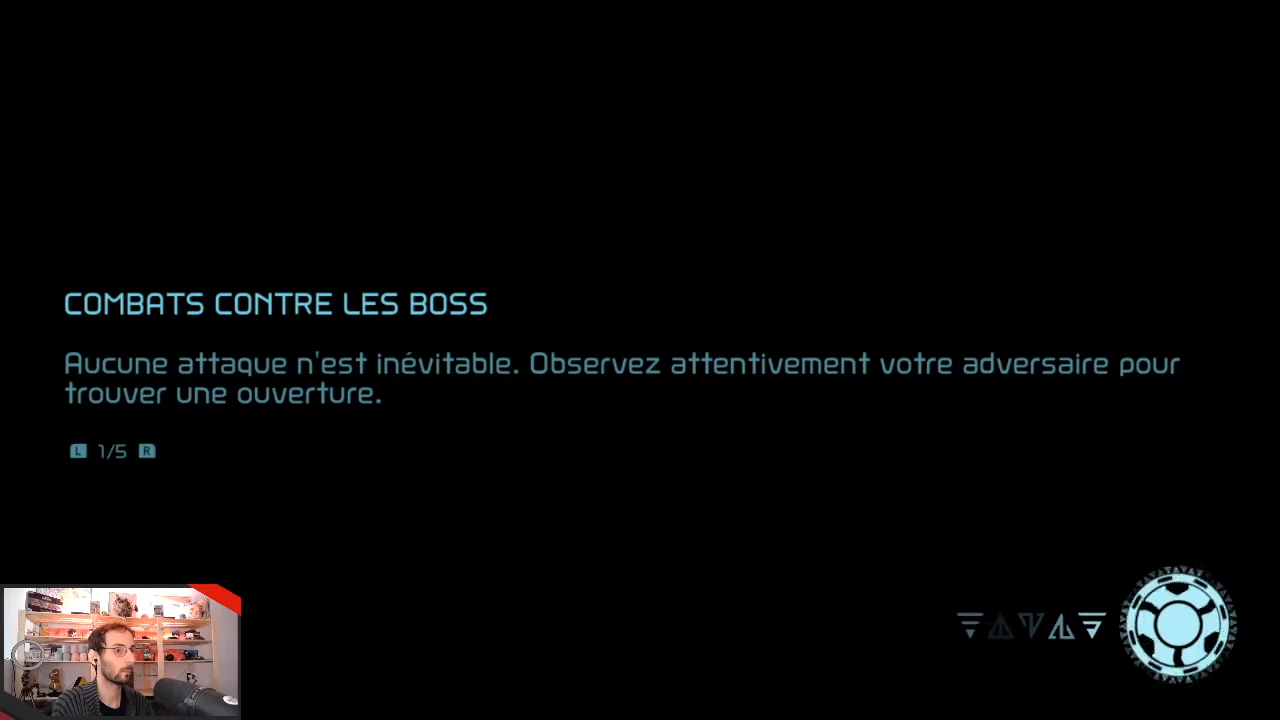 COMBATS CONTRE LES BOSS
Aucune attaque n'est inévitable. Observez attentivement votre adversaire pour
trouver une ouverture.
L 1/5 R